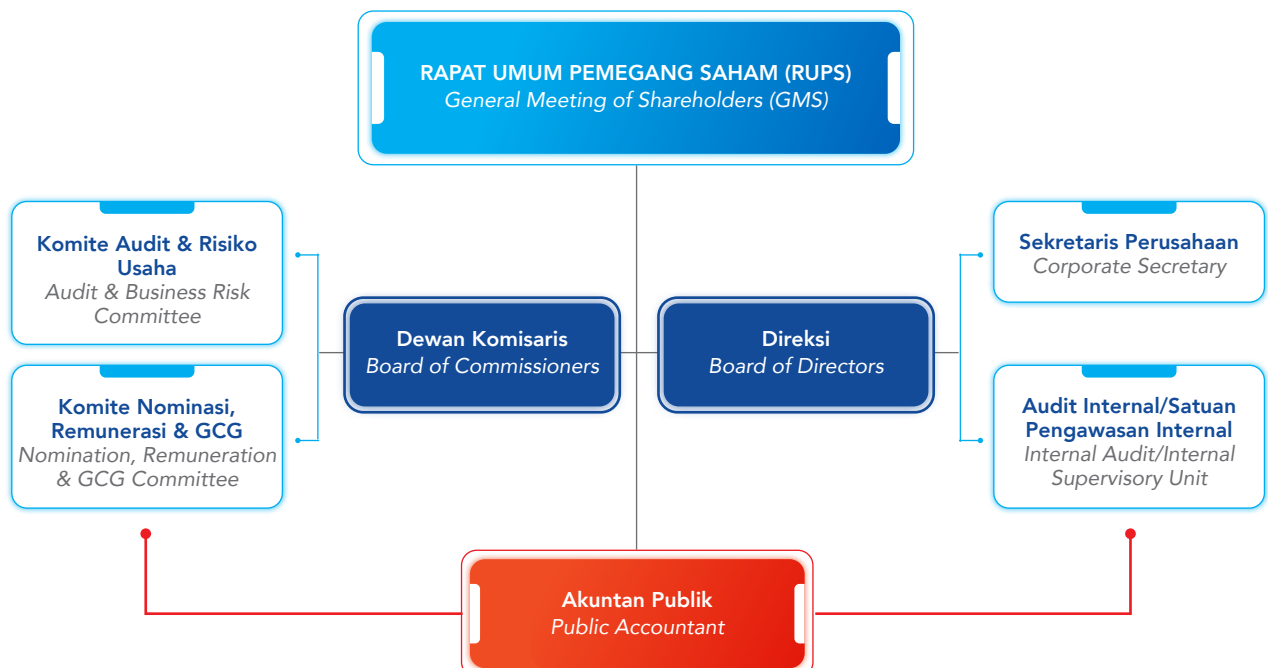 RAPAT UMUM PEMEGANG SAHAM (RUPS)
General Meeting of Shareholders (GMS)
Komite Audit & Risiko
Usaha
Audit & Business Risk
Committee
Sekretaris Perusahaan
Corporate Secretary
Dewan Komisaris
Board of Commissioners
Direksi
Board of Directors
Komite Nominasi,
Remunerasi & GCG
Nomination, Remuneration
& GCG Committee
Audit Internal/Satuan
Pengawasan Internal
Internal Audit/Internal
Supervisory Unit
Akuntan Publik
Public Accountant